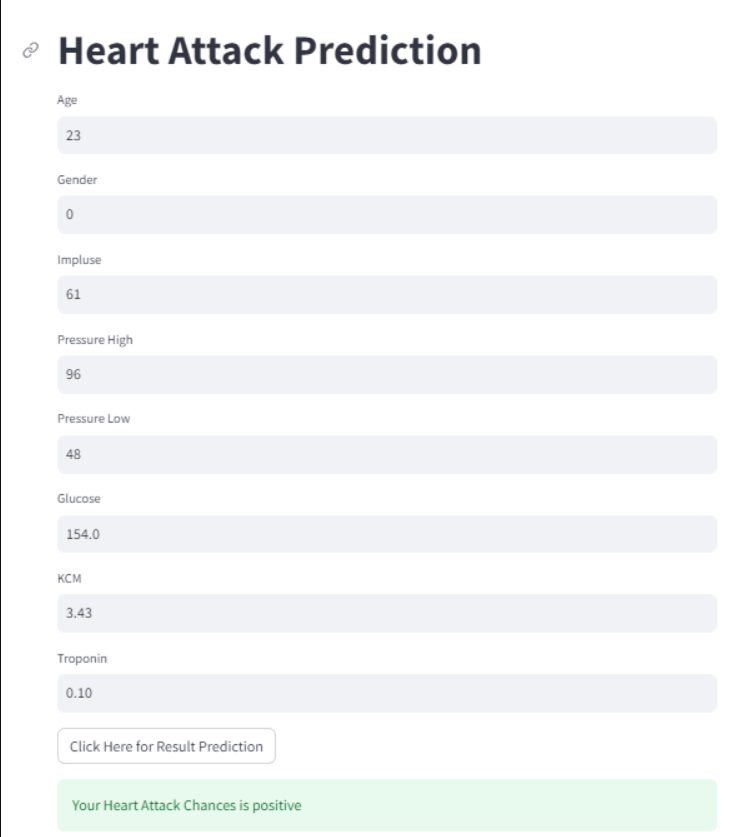 Heart Attack Prediction
Age
23
Gender
0
Impluse
61
Pressure High
96
Pressure Low
48
Glucose
154.0
KCM
3.43
Troponin
0.10
Click Here for Result Prediction
Your Heart Attack Chances is positive